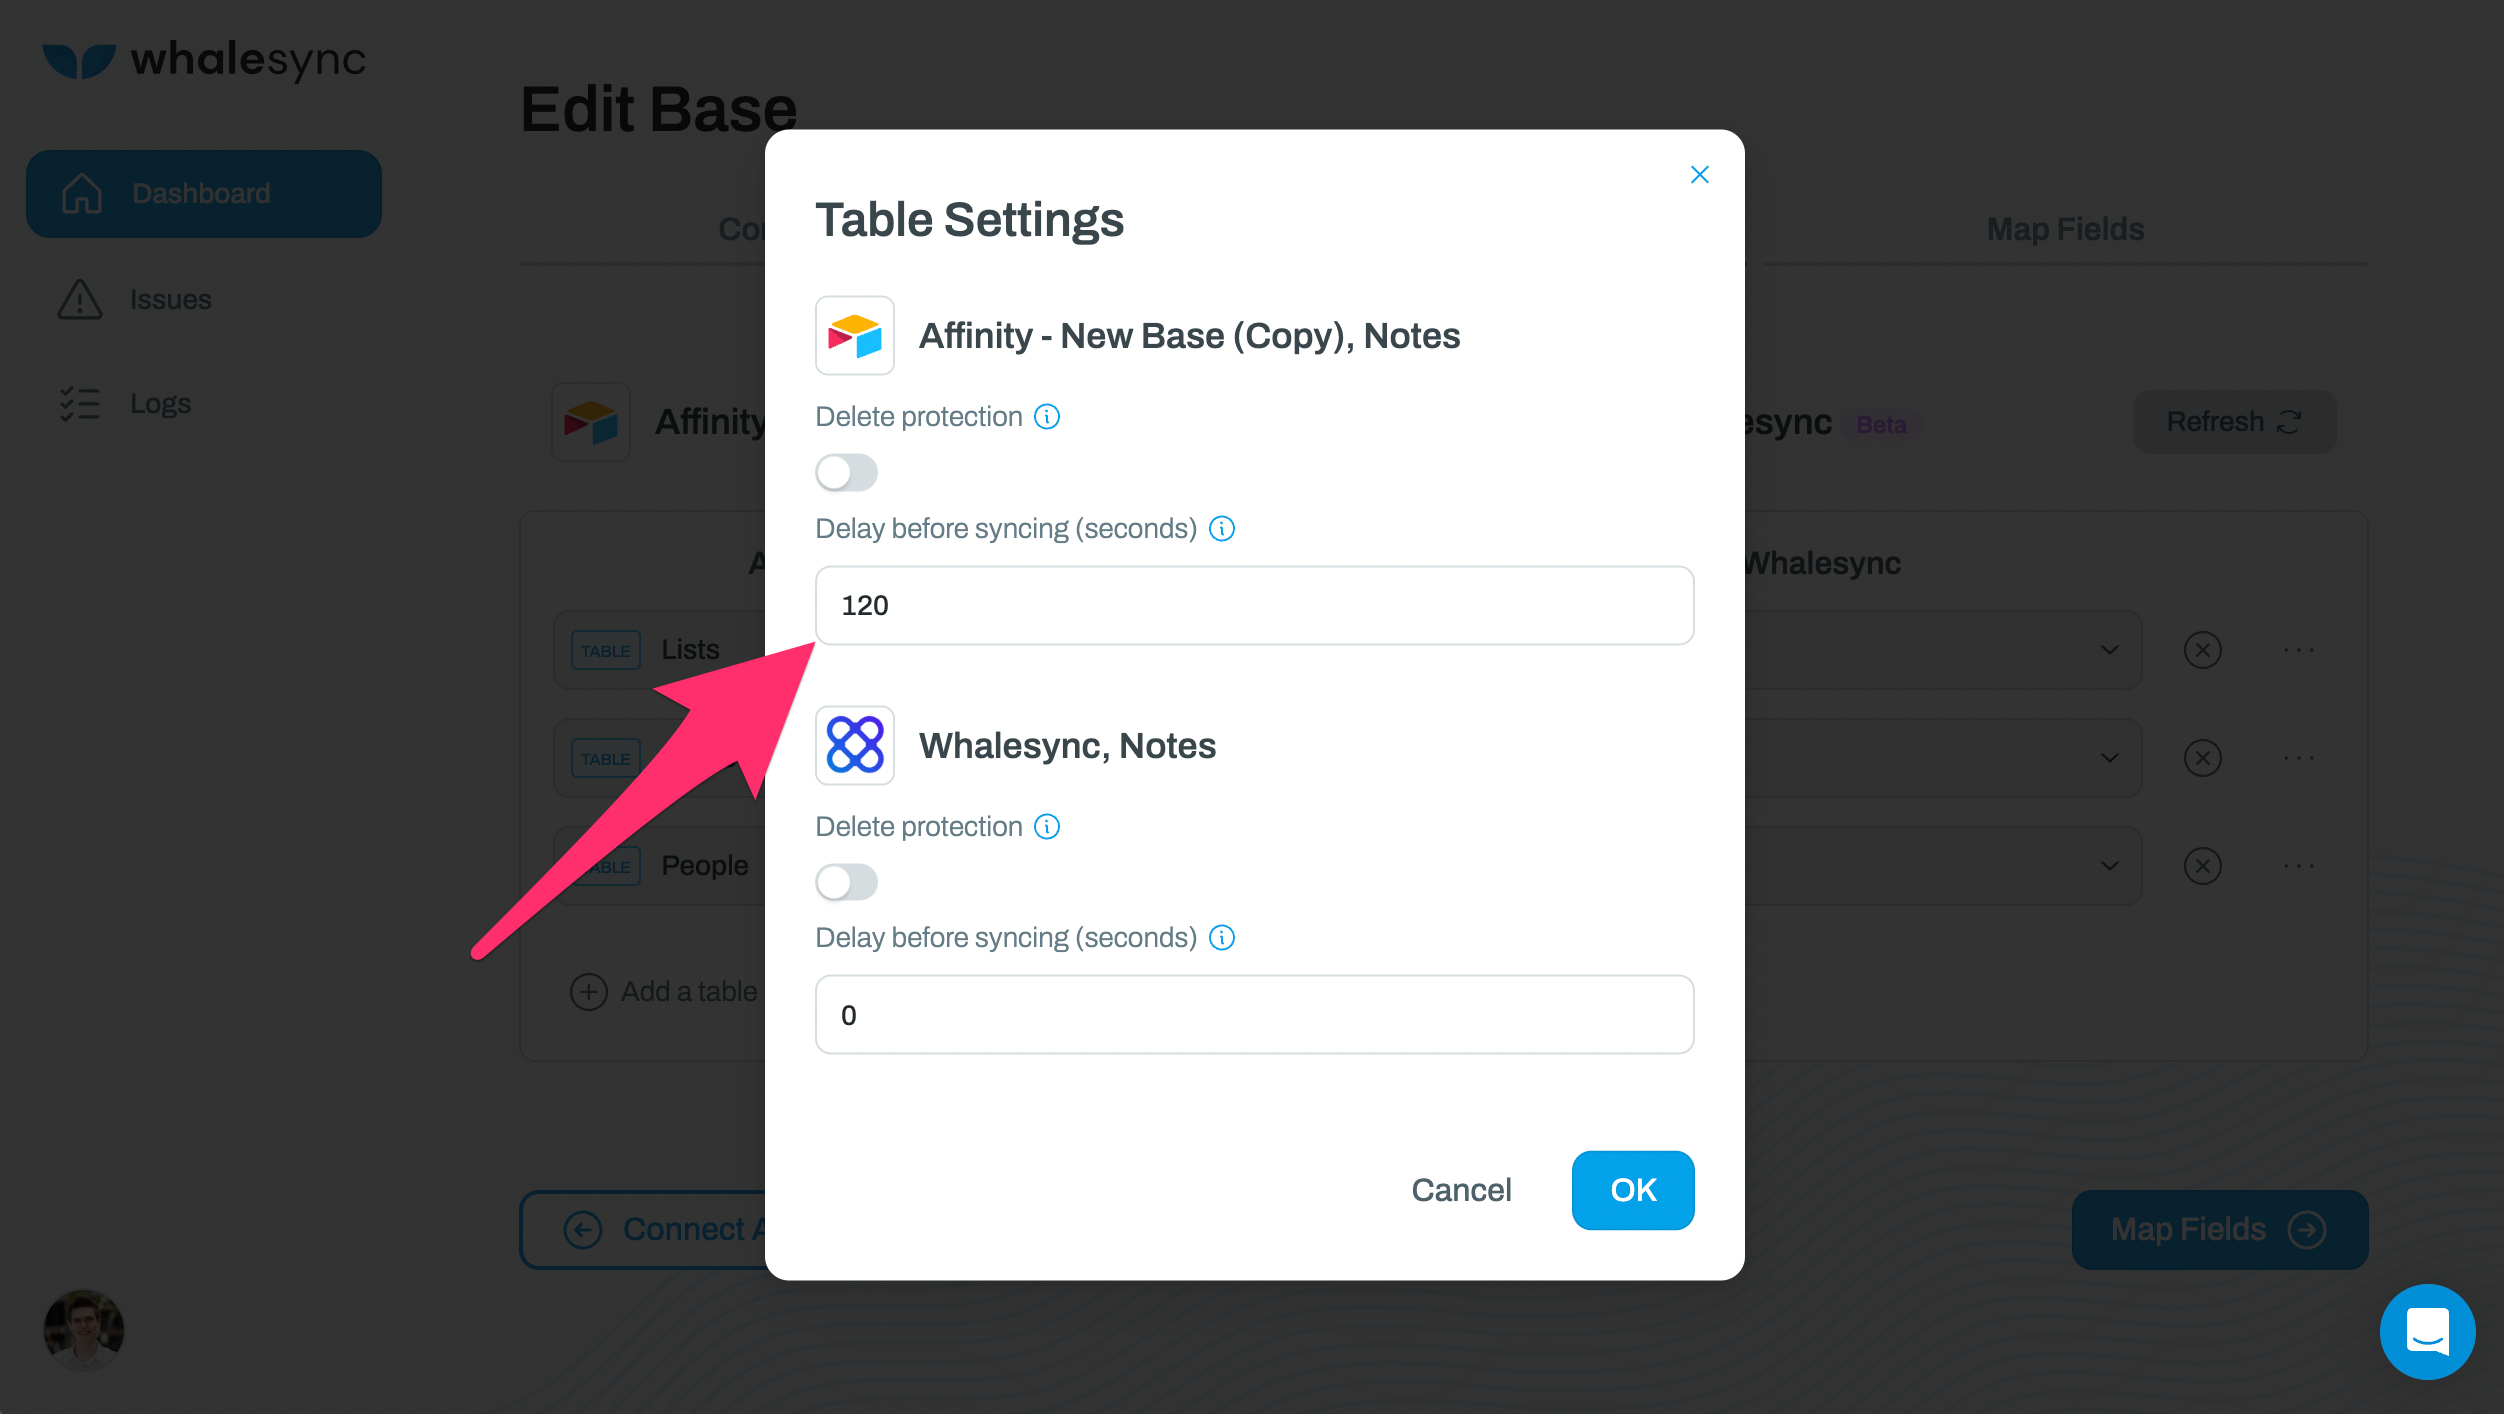 whalesync
Edit Base
Dashboard
Issues
Logs
Map Fields
Affinity
esync Beta
Refresh
Whalesync
TABLE Lists
TABLE
TABLE People
Add a table
Connect A
Map Fields
Table Settings
Affinity - New Base (Copy), Notes
Delete protection
Delay before syncing (seconds)
120
Whalesync, Notes
Delete protection
Delay before syncing (seconds)
0
Cancel
OK